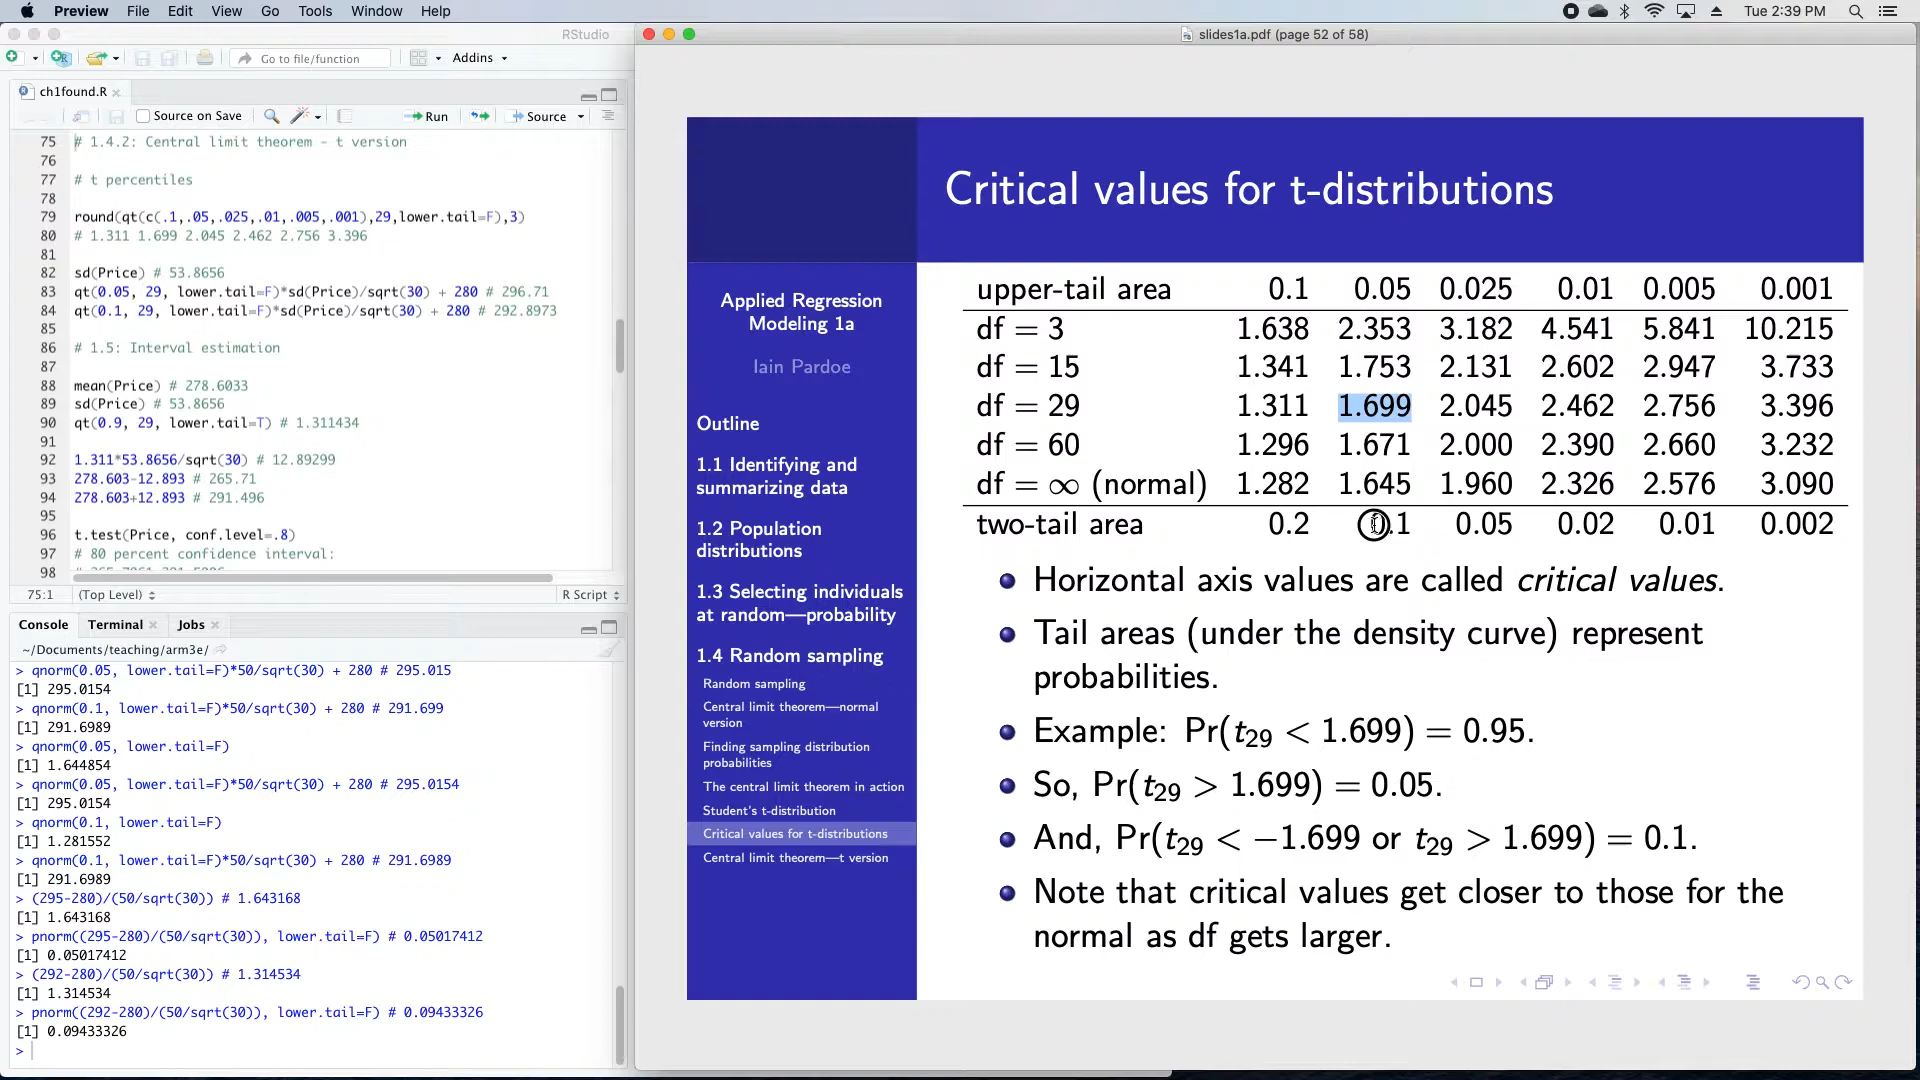 Preview File Edit View Go Tools Window Help
Tue 2:39 PM
RStudio
Go to file/function
Addins
ch1found.R
Source on Save
Run
Source
75 # 1.4.2: Central limit theorem - t version
76
77 # t percentiles
78
79 round(qt(c(.1,.05,.025,.01,.005,.001),29,lower.tail=F),3)
80 # 1.311 1.699 2.045 2.462 2.756 3.396
81
82 sd(Price) # 53.8656
83 qt(0.05, 29, lower.tail=F)*sd(Price)/sqrt(30) + 280 # 296.71
84 qt(0.1, 29, lower.tail=F)*sd(Price)/sqrt(30) + 280 # 292.8973
85
86 # 1.5: Interval estimation
87
88 mean(Price) # 278.6033
89 sd(Price) # 53.8656
90 qt(0.9, 29, lower.tail=T) # 1.311434
91
92 1.311*53.8656/sqrt(30) # 12.89299
93 278.603-12.893 # 265.71
94 278.603+12.893 # 291.496
95
96 t.test(Price, conf.level=.8)
97 # 80 percent confidence interval:
98
75:1 (Top Level) R Script
Console Terminal Jobs
~/Documents/teaching/arm3e/
> qnorm(0.05, lower.tail=F)*50/sqrt(30) + 280 # 295.015
[1] 295.0154
> qnorm(0.1, lower.tail=F)*50/sqrt(30) + 280 # 291.699
[1] 291.6989
> qnorm(0.05, lower.tail=F)
[1] 1.644854
> qnorm(0.05, lower.tail=F)*50/sqrt(30) + 280 # 295.0154
[1] 295.0154
> qnorm(0.1, lower.tail=F)
[1] 1.281552
> qnorm(0.1, lower.tail=F)*50/sqrt(30) + 280 # 291.6989
[1] 291.6989
> (295-280)/(50/sqrt(30)) # 1.643168
[1] 1.643168
> pnorm((295-280)/(50/sqrt(30)), lower.tail=F) # 0.05017412
[1] 0.05017412
> (292-280)/(50/sqrt(30)) # 1.314534
[1] 1.314534
> pnorm((292-280)/(50/sqrt(30)), lower.tail=F) # 0.09433326
[1] 0.09433326
>
slides1a.pdf (page 52 of 58)
Critical values for t-distributions
Applied Regression
Modeling 1a
Iain Pardoe
Outline
1.1 Identifying and
summarizing data
1.2 Population
distributions
1.3 Selecting individuals
at random—probability
1.4 Random sampling
Random sampling
Central limit theorem—normal
version
Finding sampling distribution
probabilities
The central limit theorem in action
Student's t-distribution
Critical values for t-distributions
Central limit theorem—t version
upper-tail area 0.1 0.05 0.025 0.01 0.005 0.001
df = 3 1.638 2.353 3.182 4.541 5.841 10.215
df = 15 1.341 1.753 2.131 2.602 2.947 3.733
df = 29 1.311 1.699 2.045 2.462 2.756 3.396
df = 60 1.296 1.671 2.000 2.390 2.660 3.232
df = ∞ (normal) 1.282 1.645 1.960 2.326 2.576 3.090
two-tail area 0.2 0.1 0.05 0.02 0.01 0.002
Horizontal axis values are called critical values.
Tail areas (under the density curve) represent
probabilities.
Example: Pr(t29 < 1.699) = 0.95.
So, Pr(t29 > 1.699) = 0.05.
And, Pr(t29 < −1.699 or t29 > 1.699) = 0.1.
Note that critical values get closer to those for the
normal as df gets larger.